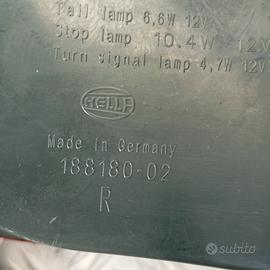 Tail lamp 6,6W 12V
Stop lamp 10.4W 12V
Turn signal lamp 4,7W 12V
HELLA
Made in Germany
188180-02
R
subito